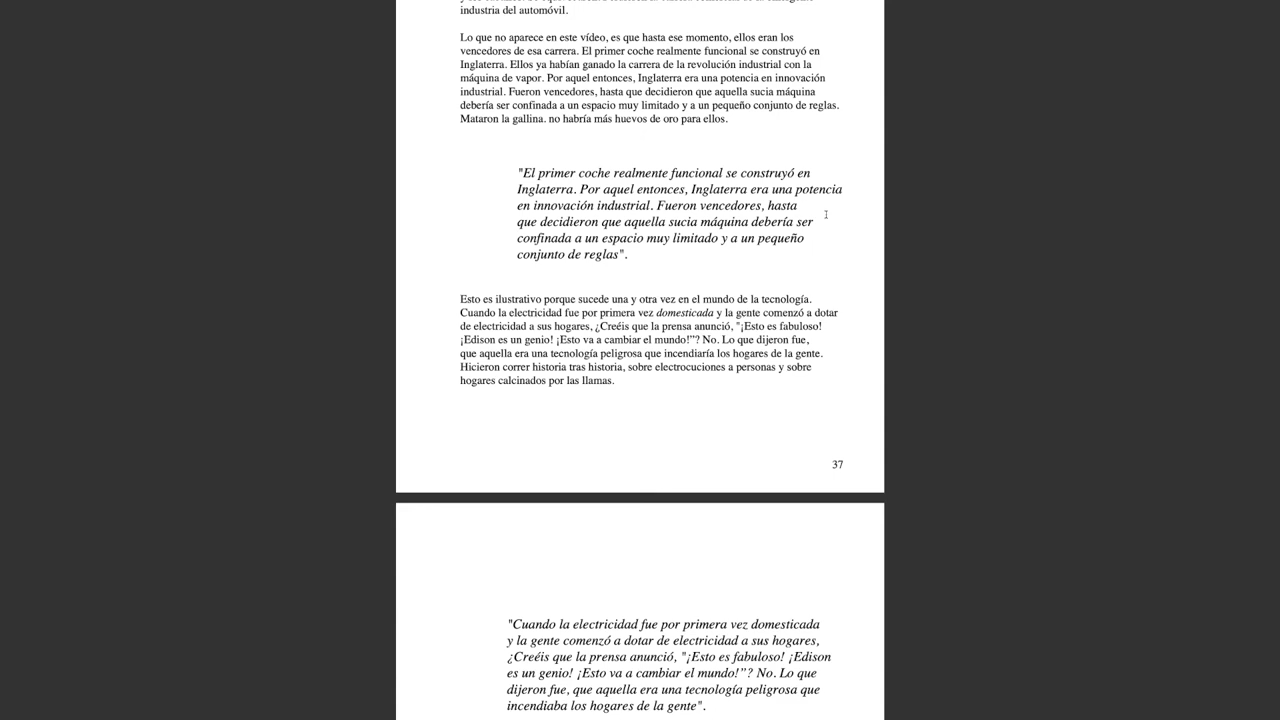 industria del automóvil.
Lo que no aparece en este vídeo, es que hasta ese momento, ellos eran los
vencedores de esa carrera. El primer coche realmente funcional se construyó en
Inglaterra. Ellos ya habían ganado la carrera de la revolución industrial con la
máquina de vapor. Por aquel entonces, Inglaterra era una potencia en innovación
industrial. Fueron vencedores, hasta que decidieron que aquella sucia máquina
debería ser confinada a un espacio muy limitado y a un pequeño conjunto de reglas.
Mataron la gallina. no habría más huevos de oro para ellos.
"El primer coche realmente funcional se construyó en
Inglaterra. Por aquel entonces, Inglaterra era una potencia
en innovación industrial. Fueron vencedores, hasta
que decidieron que aquella sucia máquina debería ser
confinada a un espacio muy limitado y a un pequeño
conjunto de reglas".
Esto es ilustrativo porque sucede una y otra vez en el mundo de la tecnología.
Cuando la electricidad fue por primera vez domesticada y la gente comenzó a dotar
de electricidad a sus hogares, ¿Creéis que la prensa anunció, "¡Esto es fabuloso!
¡Edison es un genio! ¡Esto va a cambiar el mundo!”? No. Lo que dijeron fue,
que aquella era una tecnología peligrosa que incendiaría los hogares de la gente.
Hicieron correr historia tras historia, sobre electrocuciones a personas y sobre
hogares calcinados por las llamas.
37
"Cuando la electricidad fue por primera vez domesticada
y la gente comenzó a dotar de electricidad a sus hogares,
¿Creéis que la prensa anunció, "¡Esto es fabuloso! ¡Edison
es un genio! ¡Esto va a cambiar el mundo!”? No. Lo que
dijeron fue, que aquella era una tecnología peligrosa que
incendiaba los hogares de la gente".